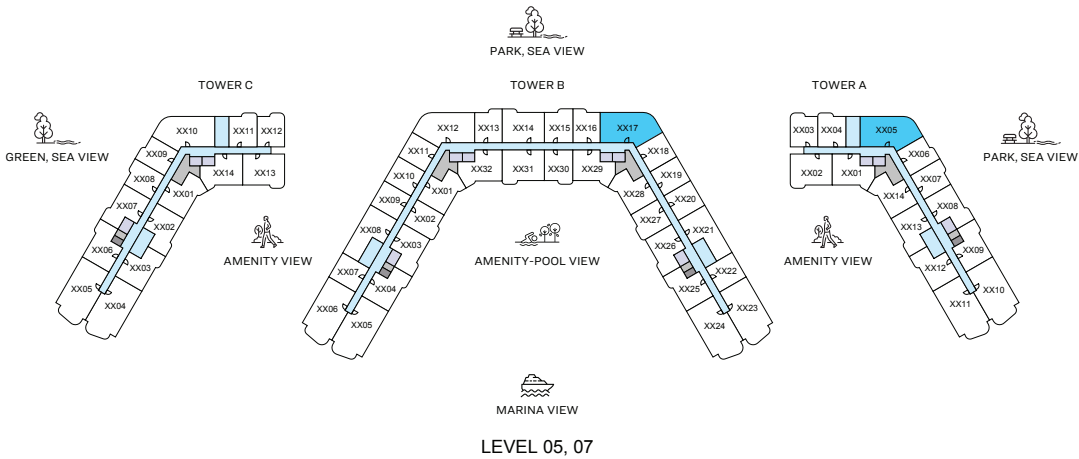 PARK, SEA VIEW
TOWER C
TOWER B
TOWER A
XX10
XX11
XX12
XX09
XX08
XX07
XX06
XX05
XX04
XX03
XX02
XX01
XX14
XX13
GREEN, SEA VIEW
AMENITY VIEW
XX12
XX13
XX14
XX15
XX16
XX17
XX11
XX10
XX09
XX08
XX07
XX06
XX05
XX04
XX03
XX02
XX01
XX32
XX31
XX30
XX29
XX28
XX27
XX26
XX25
XX24
XX18
XX19
XX20
XX21
XX22
XX23
AMENITY-POOL VIEW
XX03
XX04
XX05
XX02
XX01
XX14
XX13
XX12
XX11
XX06
XX07
XX08
XX09
XX10
AMENITY VIEW
PARK, SEA VIEW
MARINA VIEW
LEVEL 05, 07